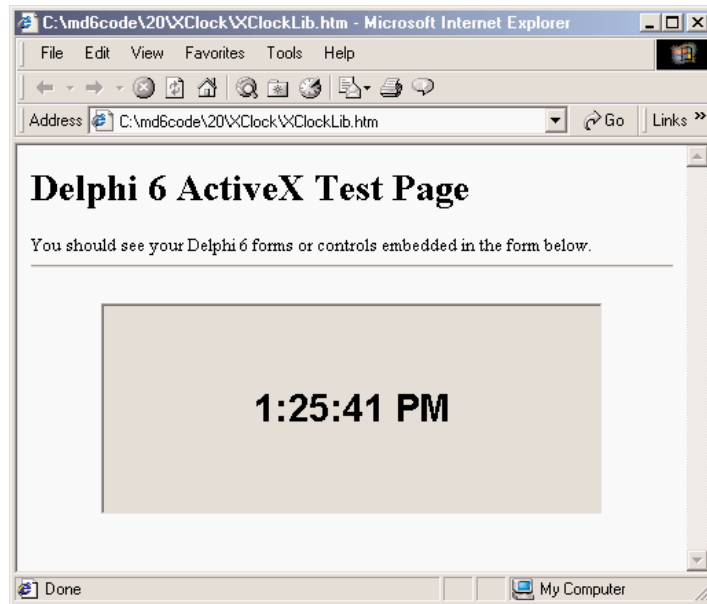 C:\md6code\20\XClock\XClockLib.htm - Microsoft Internet Explorer
File Edit View Favorites Tools Help
Address C:\md6code\20\XClock\XClockLib.htm Go Links »
Delphi 6 ActiveX Test Page
You should see your Delphi 6 forms or controls embedded in the form below.
1:25:41 PM
Done My Computer